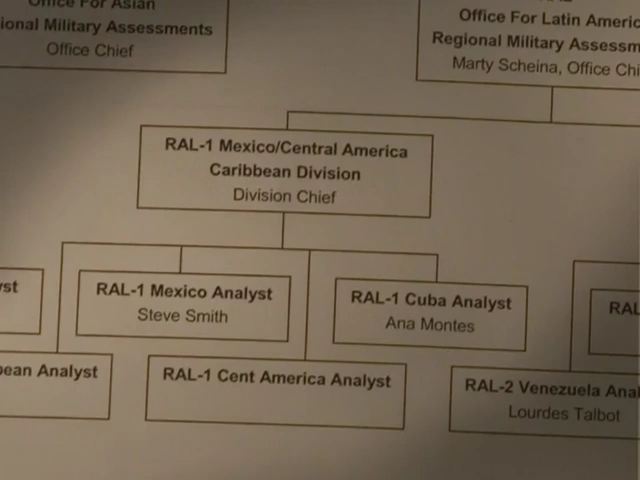 Office For Asian
ional Military Assessments
Office Chief
Office For Latin Americ
Regional Military Assessm
Marty Scheina, Office Chi
RAL-1 Mexico/Central America
Caribbean Division
Division Chief
RAL-1 Mexico Analyst
Steve Smith
RAL-1 Cuba Analyst
Ana Montes
RAL
yst
bean Analyst
RAL-1 Cent America Analyst
RAL-2 Venezuela Anal
Lourdes Talbot